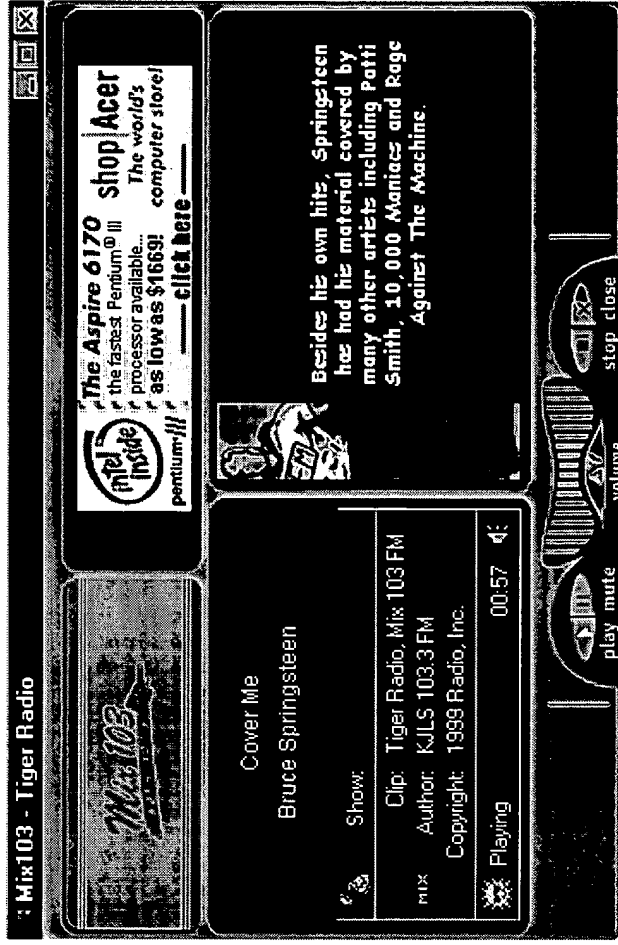 Mix103 - Tiger Radio
Mix 103
intel
inside
pentium®///
The Aspire 6170
the fastest Pentium® III
processor available...
as low as $1669!
shop Acer
The world's
computer store!
click here
Cover Me
Bruce Springsteen
Show:
Clip: Tiger Radio, Mix 103 FM
MIX
Author: KJLS 103.3 FM
Copyright: 1999 Radio, Inc.
Playing
00:57
Besides his own hits, Springsteen
has had his material covered by
many other artists including Patti
Smith, 10,000 Maniacs and Rage
Against The Machine.
play mute
volume
stop close